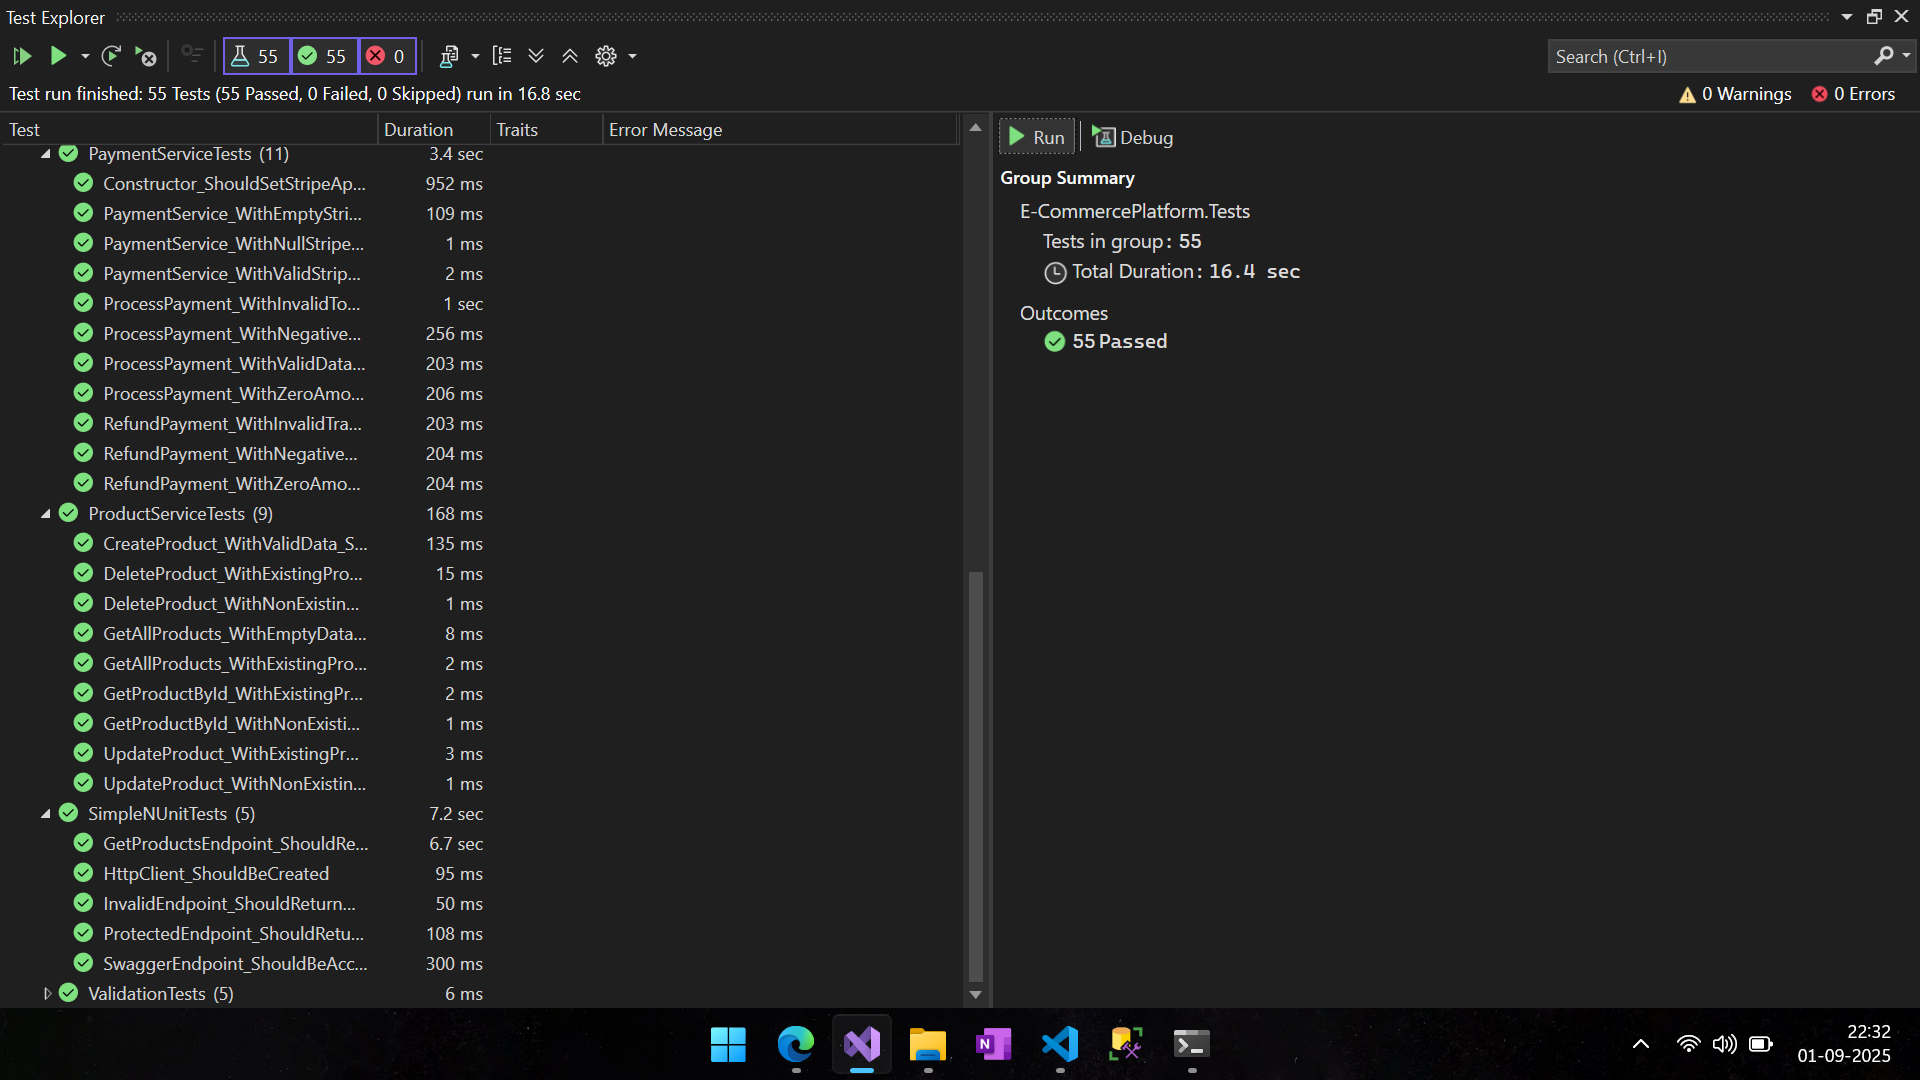 Test Explorer
55 55 0
Search (Ctrl+I)
Test run finished: 55 Tests (55 Passed, 0 Failed, 0 Skipped) run in 16.8 sec
0 Warnings 0 Errors
Test Duration Traits Error Message
PaymentServiceTests (11) 3.4 sec
Constructor_ShouldSetStripeAp... 952 ms
PaymentService_WithEmptyStri... 109 ms
PaymentService_WithNullStripe... 1 ms
PaymentService_WithValidStrip... 2 ms
ProcessPayment_WithInvalidTo... 1 sec
ProcessPayment_WithNegative... 256 ms
ProcessPayment_WithValidData... 203 ms
ProcessPayment_WithZeroAmo... 206 ms
RefundPayment_WithInvalidTra... 203 ms
RefundPayment_WithNegative... 204 ms
RefundPayment_WithZeroAmo... 204 ms
ProductServiceTests (9) 168 ms
CreateProduct_WithValidData_S... 135 ms
DeleteProduct_WithExistingPro... 15 ms
DeleteProduct_WithNonExistin... 1 ms
GetAllProducts_WithEmptyData... 8 ms
GetAllProducts_WithExistingPro... 2 ms
GetProductById_WithExistingPr... 2 ms
GetProductById_WithNonExisti... 1 ms
UpdateProduct_WithExistingPr... 3 ms
UpdateProduct_WithNonExistin... 1 ms
SimpleNUnitTests (5) 7.2 sec
GetProductsEndpoint_ShouldRe... 6.7 sec
HttpClient_ShouldBeCreated 95 ms
InvalidEndpoint_ShouldReturn... 50 ms
ProtectedEndpoint_ShouldRetu... 108 ms
SwaggerEndpoint_ShouldBeAcc... 300 ms
ValidationTests (5) 6 ms
Run Debug
Group Summary
E-CommercePlatform.Tests
Tests in group: 55
Total Duration: 16.4 sec
Outcomes
55 Passed
N
22:32
01-09-2025